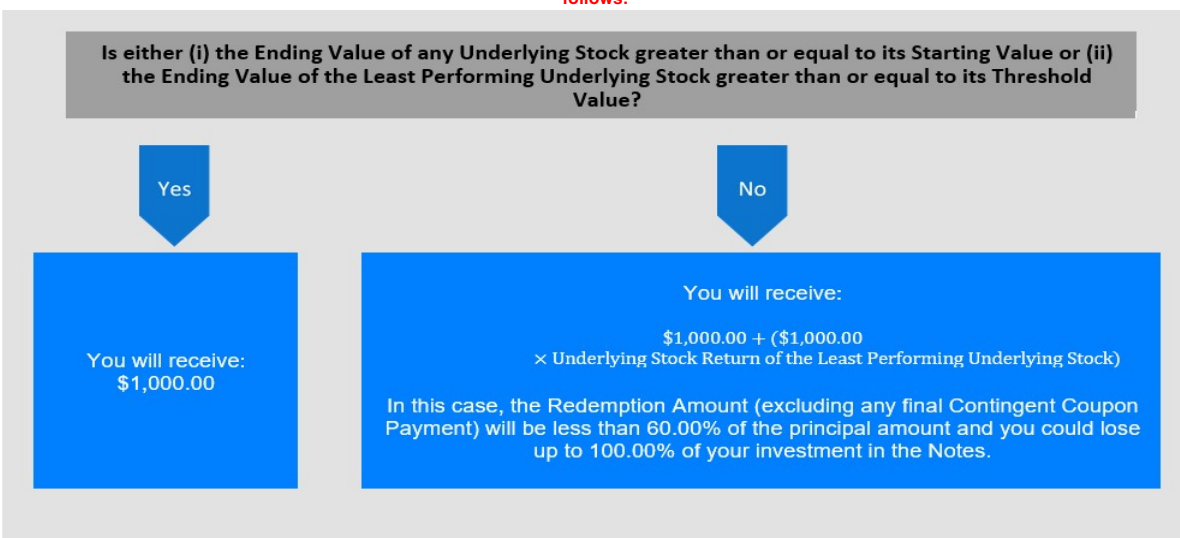 follows:
Is either (i) the Ending Value of any Underlying Stock greater than or equal to its Starting Value or (ii)
the Ending Value of the Least Performing Underlying Stock greater than or equal to its Threshold
Value?
Yes
No
You will receive:
$1,000.00
You will receive:
$1,000.00 + ($1,000.00
× Underlying Stock Return of the Least Performing Underlying Stock)
In this case, the Redemption Amount (excluding any final Contingent Coupon
Payment) will be less than 60.00% of the principal amount and you could lose
up to 100.00% of your investment in the Notes.